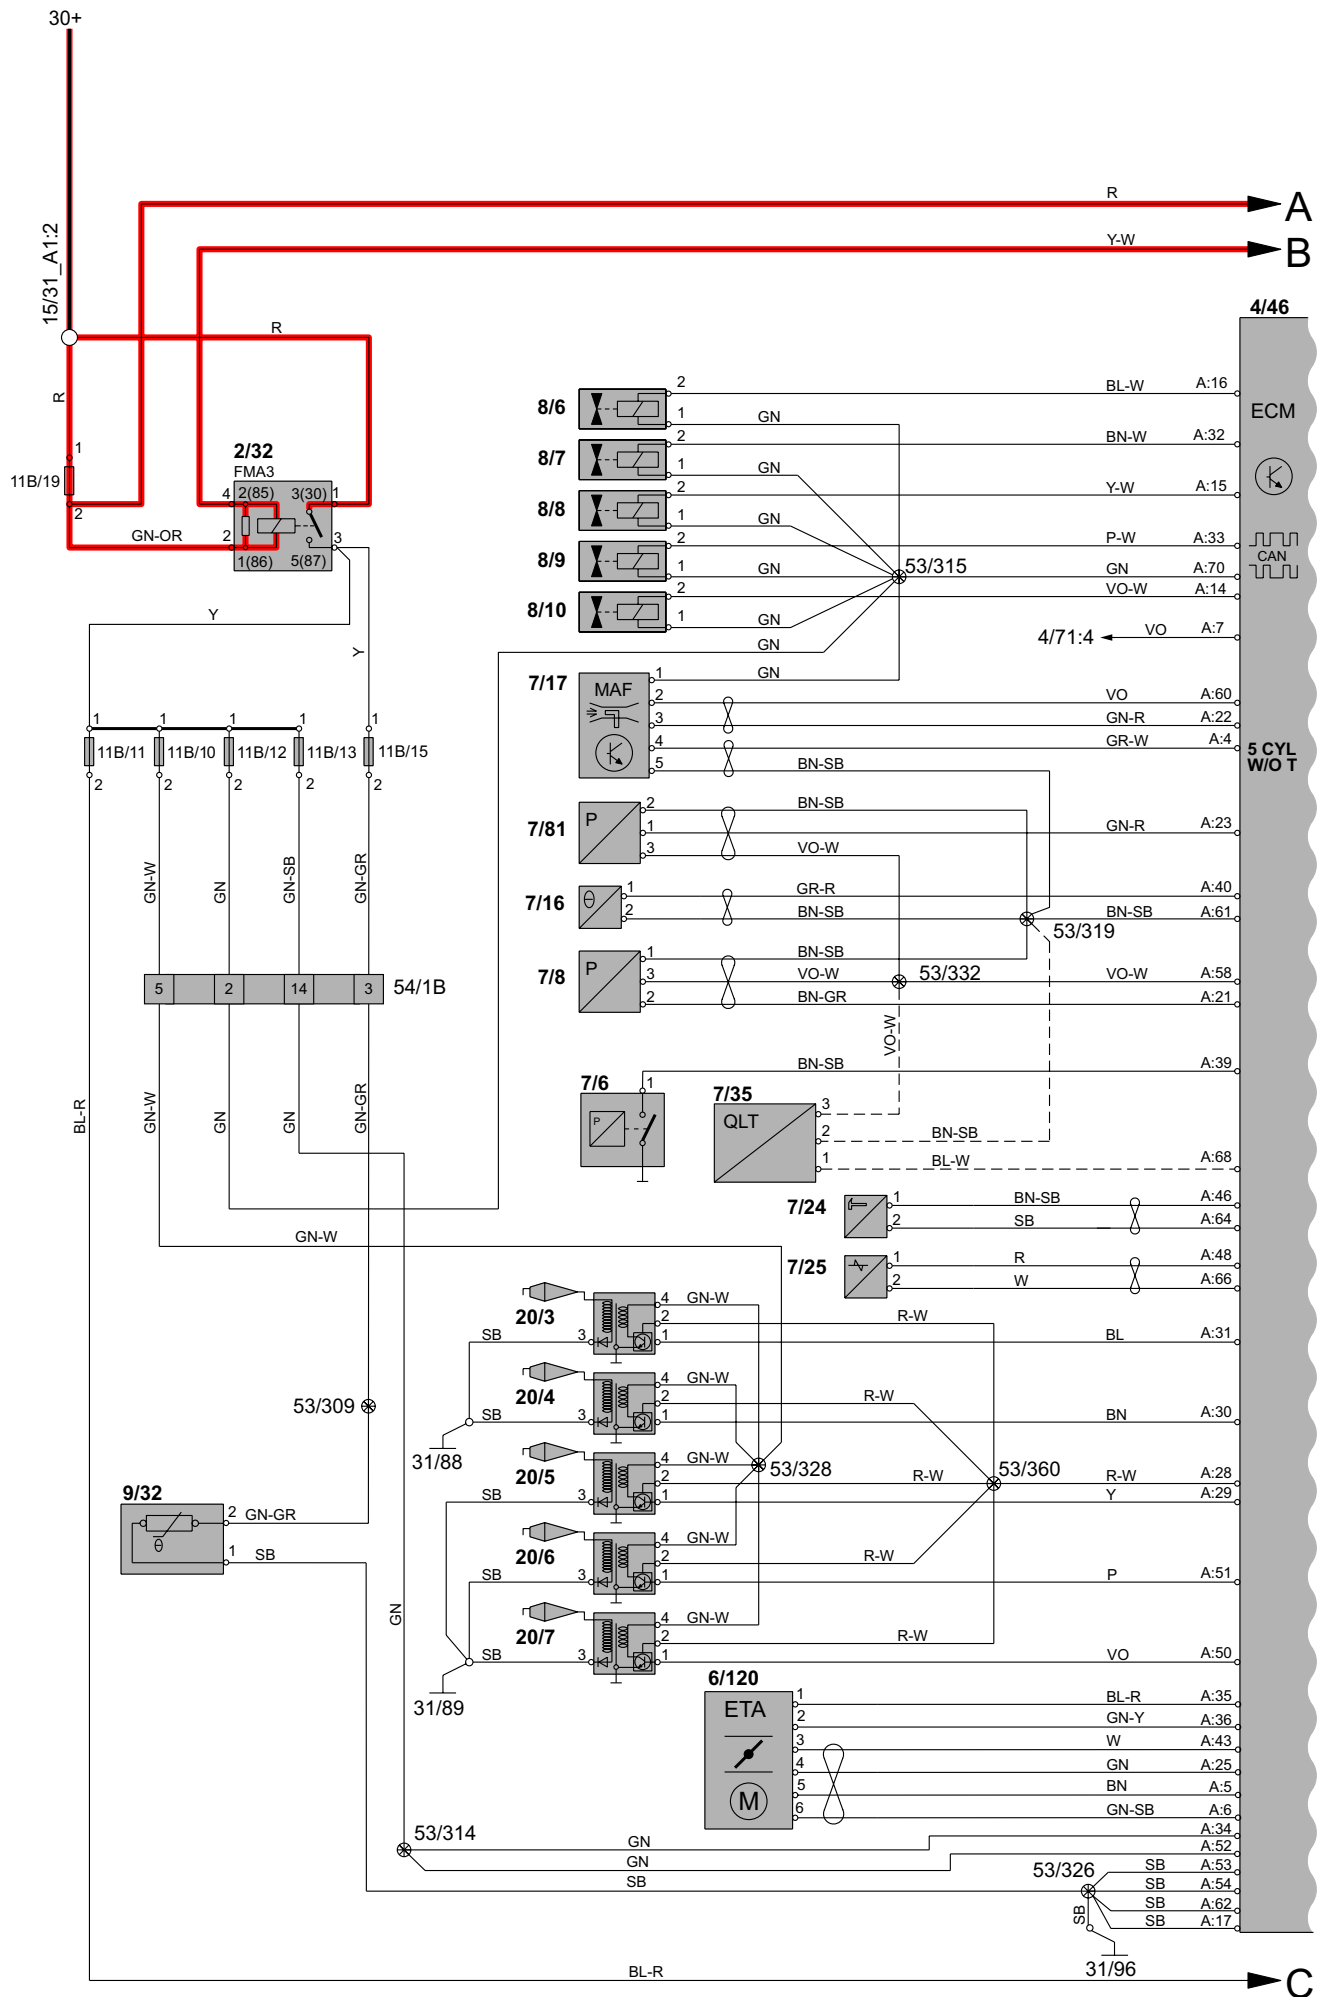 30+
R
A
Y-W
B
15/31_A1:2
R
R
4/46
ECM
CAN
5 CYL
W/O T
1
11B/19
2
GN-OR
2/32
FMA3
4 2(85) 3(30) 1
2 3
1(86) 5(87)
Y
Y
8/6
2 BL-W A:16
1 GN
8/7
2 BN-W A:32
1 GN
8/8
2 Y-W A:15
1 GN
8/9
2 P-W A:33
1 GN 53/315 GN A:70
8/10
2 VO-W A:14
1 GN
GN
4/71:4 VO A:7
7/17
MAF
1 GN
2 VO A:60
3 GN-R A:22
4 GR-W A:4
5 BN-SB
1 1 1 1 1
11B/11 11B/10 11B/12 11B/13 11B/15
2 2 2 2 2
7/81
P
2 BN-SB
1 GN-R A:23
3 VO-W
GN-W GN GN-SB GN-GR
7/16
θ
1 GR-R A:40
2 BN-SB BN-SB A:61
53/319
7/8
P
1 BN-SB
3 VO-W 53/332 VO-W A:58
2 BN-GR A:21
5 2 14 3 54/1B
VO-W
BL-R GN-W GN GN GN-GR
7/6
P
1 BN-SB A:39
7/35
QLT
3
2 BN-SB
1 BL-W A:68
7/24
1 BN-SB A:46
2 SB A:64
7/25
1 R A:48
2 W A:66
GN-W
20/3
4 GN-W
2 R-W
SB 3 1 BL A:31
20/4
4 GN-W
2 R-W
SB 3 1 BN A:30
31/88
53/309
20/5
4 GN-W 53/328
2 R-W 53/360 R-W A:28
SB 3 1 Y A:29
20/6
4 GN-W
2 R-W
SB 3 1 P A:51
20/7
4 GN-W
2 R-W
SB 3 1 VO A:50
31/89
9/32
θ
2 GN-GR
1 SB
GN
6/120
ETA
M
1 BL-R A:35
2 GN-Y A:36
3 W A:43
4 GN A:25
5 BN A:5
6 GN-SB A:6
53/314
GN A:34
GN A:52
SB
53/326
SB A:53
SB A:54
SB A:62
SB A:17
SB
31/96
BL-R
C